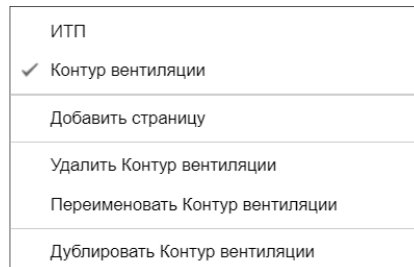 ИТП
Контур вентиляции
Добавить страницу
Удалить Контур вентиляции
Переименовать Контур вентиляции
Дублировать Контур вентиляции